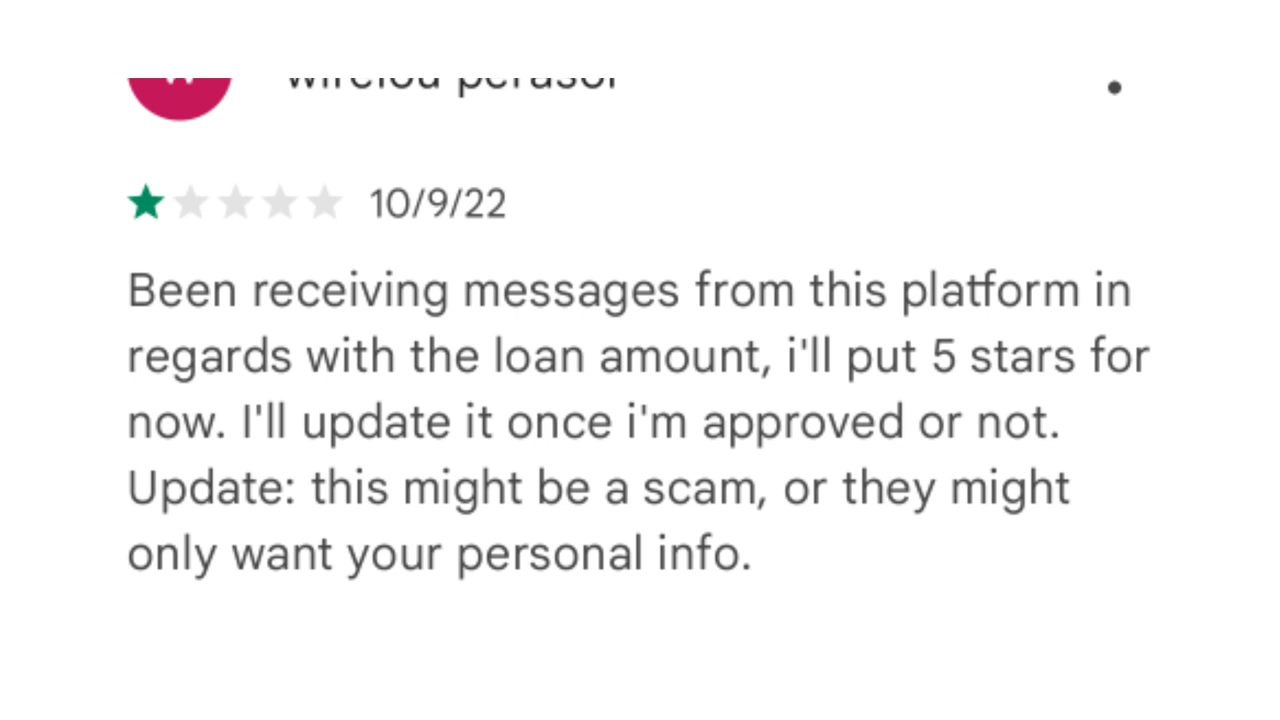 10/9/22
Been receiving messages from this platform in
regards with the loan amount, i'll put 5 stars for
now. I'll update it once i'm approved or not.
Update: this might be a scam, or they might
only want your personal info.